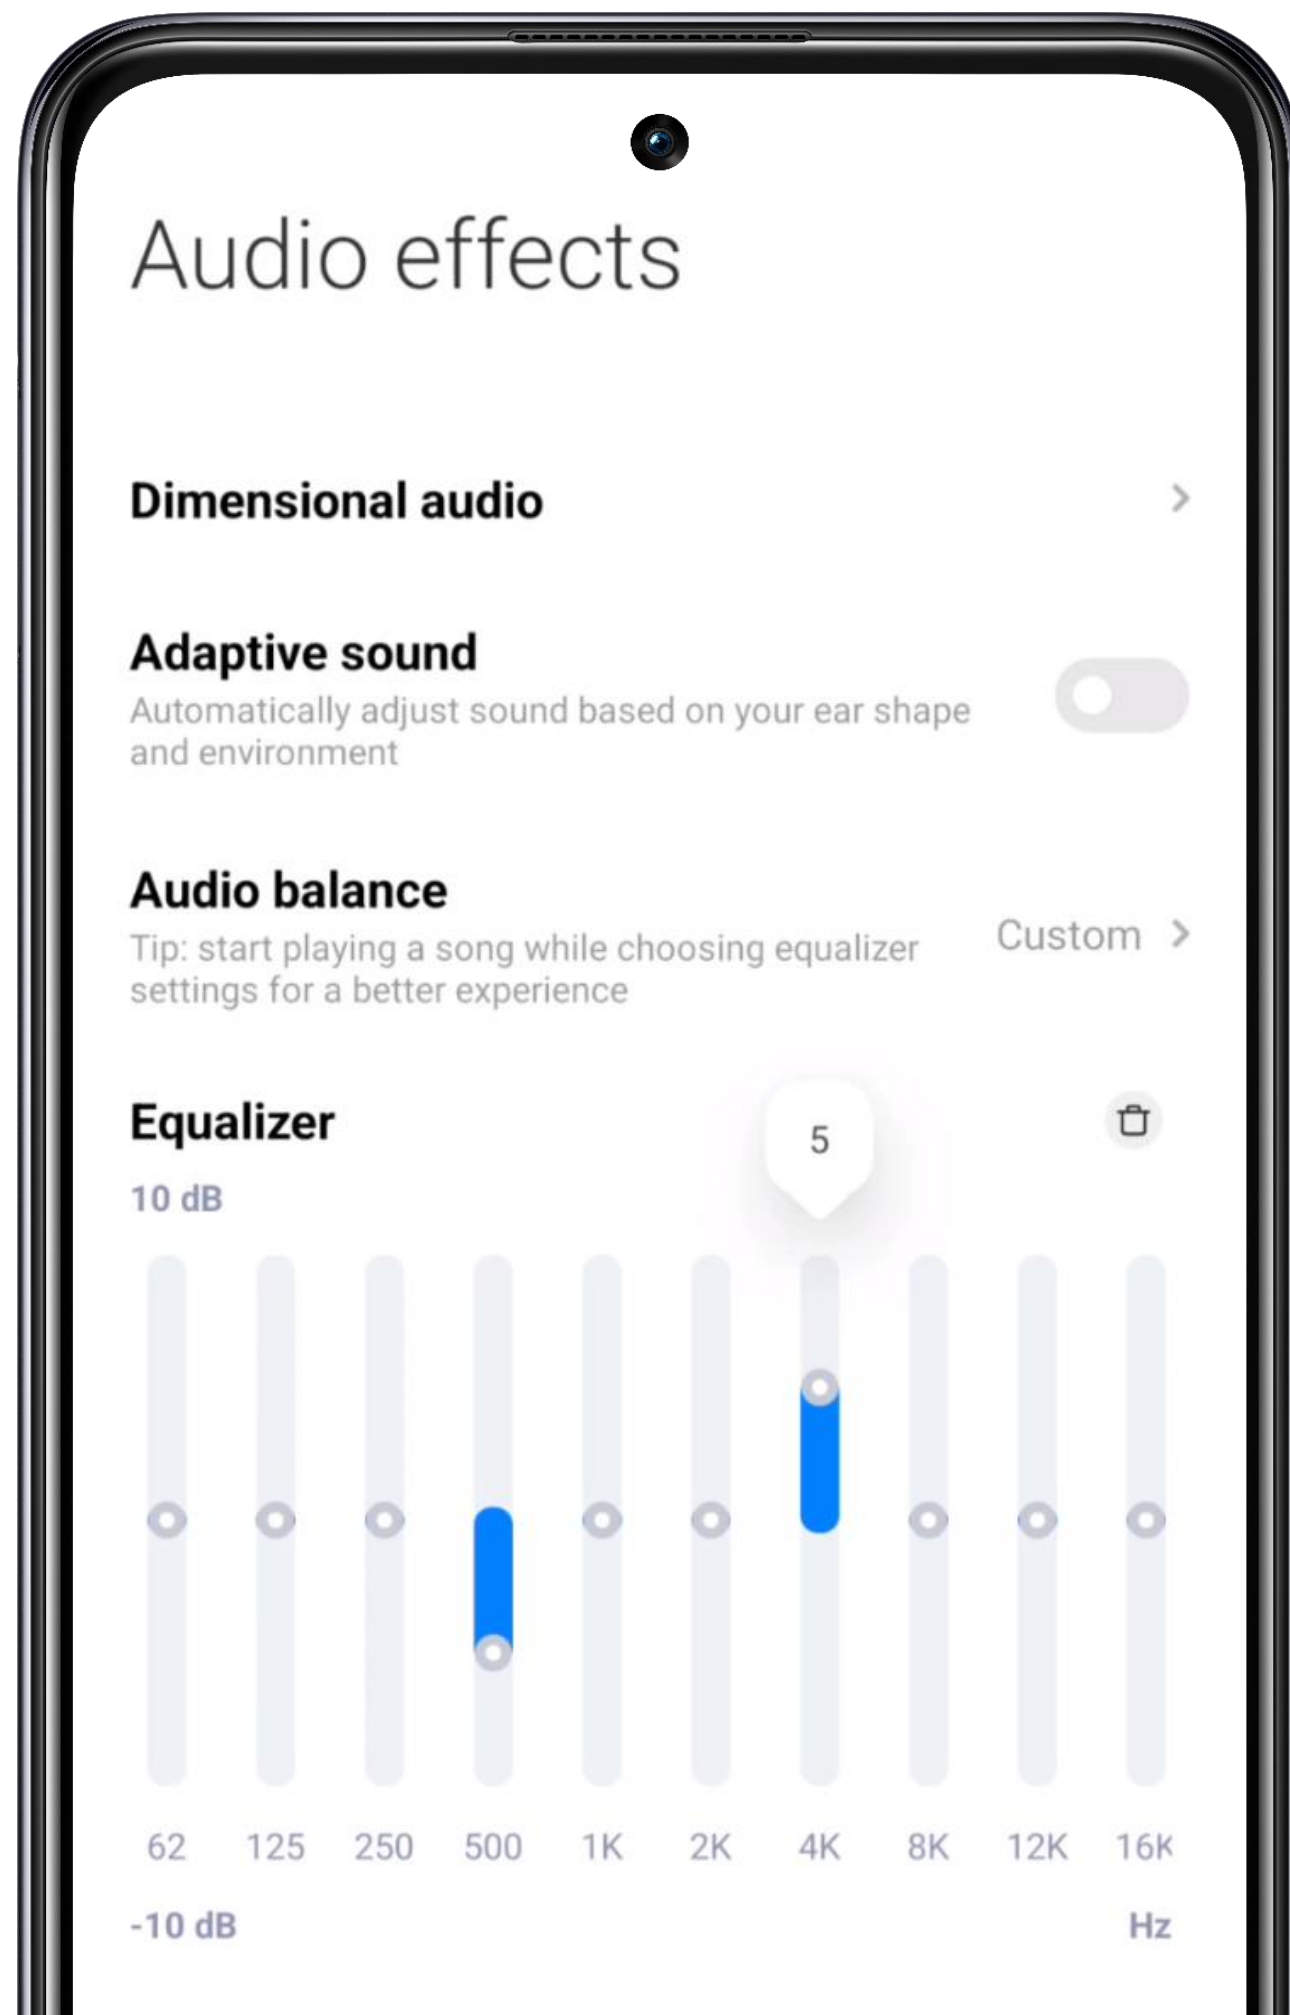 Audio effects
Dimensional audio
Adaptive sound
Automatically adjust sound based on your ear shape
and environment
Audio balance
Tip: start playing a song while choosing equalizer
settings for a better experience
Custom
Equalizer
5
10 dB
62 125 250 500 1K 2K 4K 8K 12K 16K
-10 dB Hz